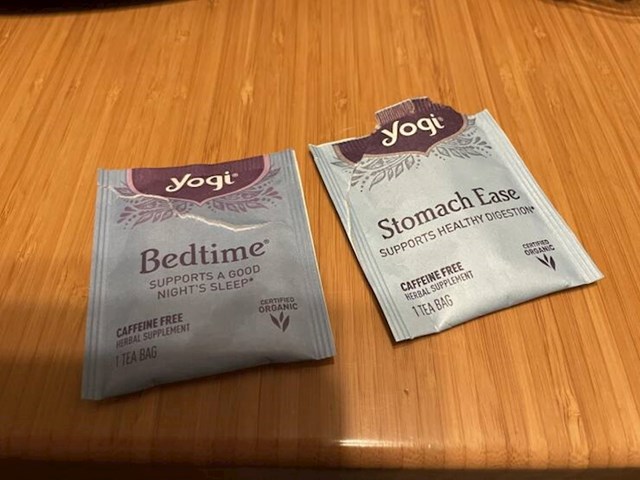 yogi®
Bedtime®
SUPPORTS A GOOD
NIGHT'S SLEEP*
CAFFEINE FREE
HERBAL SUPPLEMENT
1 TEA BAG
CERTIFIED
ORGANIC
yogi®
Stomach Ease
SUPPORTS HEALTHY DIGESTION*
CAFFEINE FREE
HERBAL SUPPLEMENT
1 TEA BAG
CERTIFIED
ORGANIC